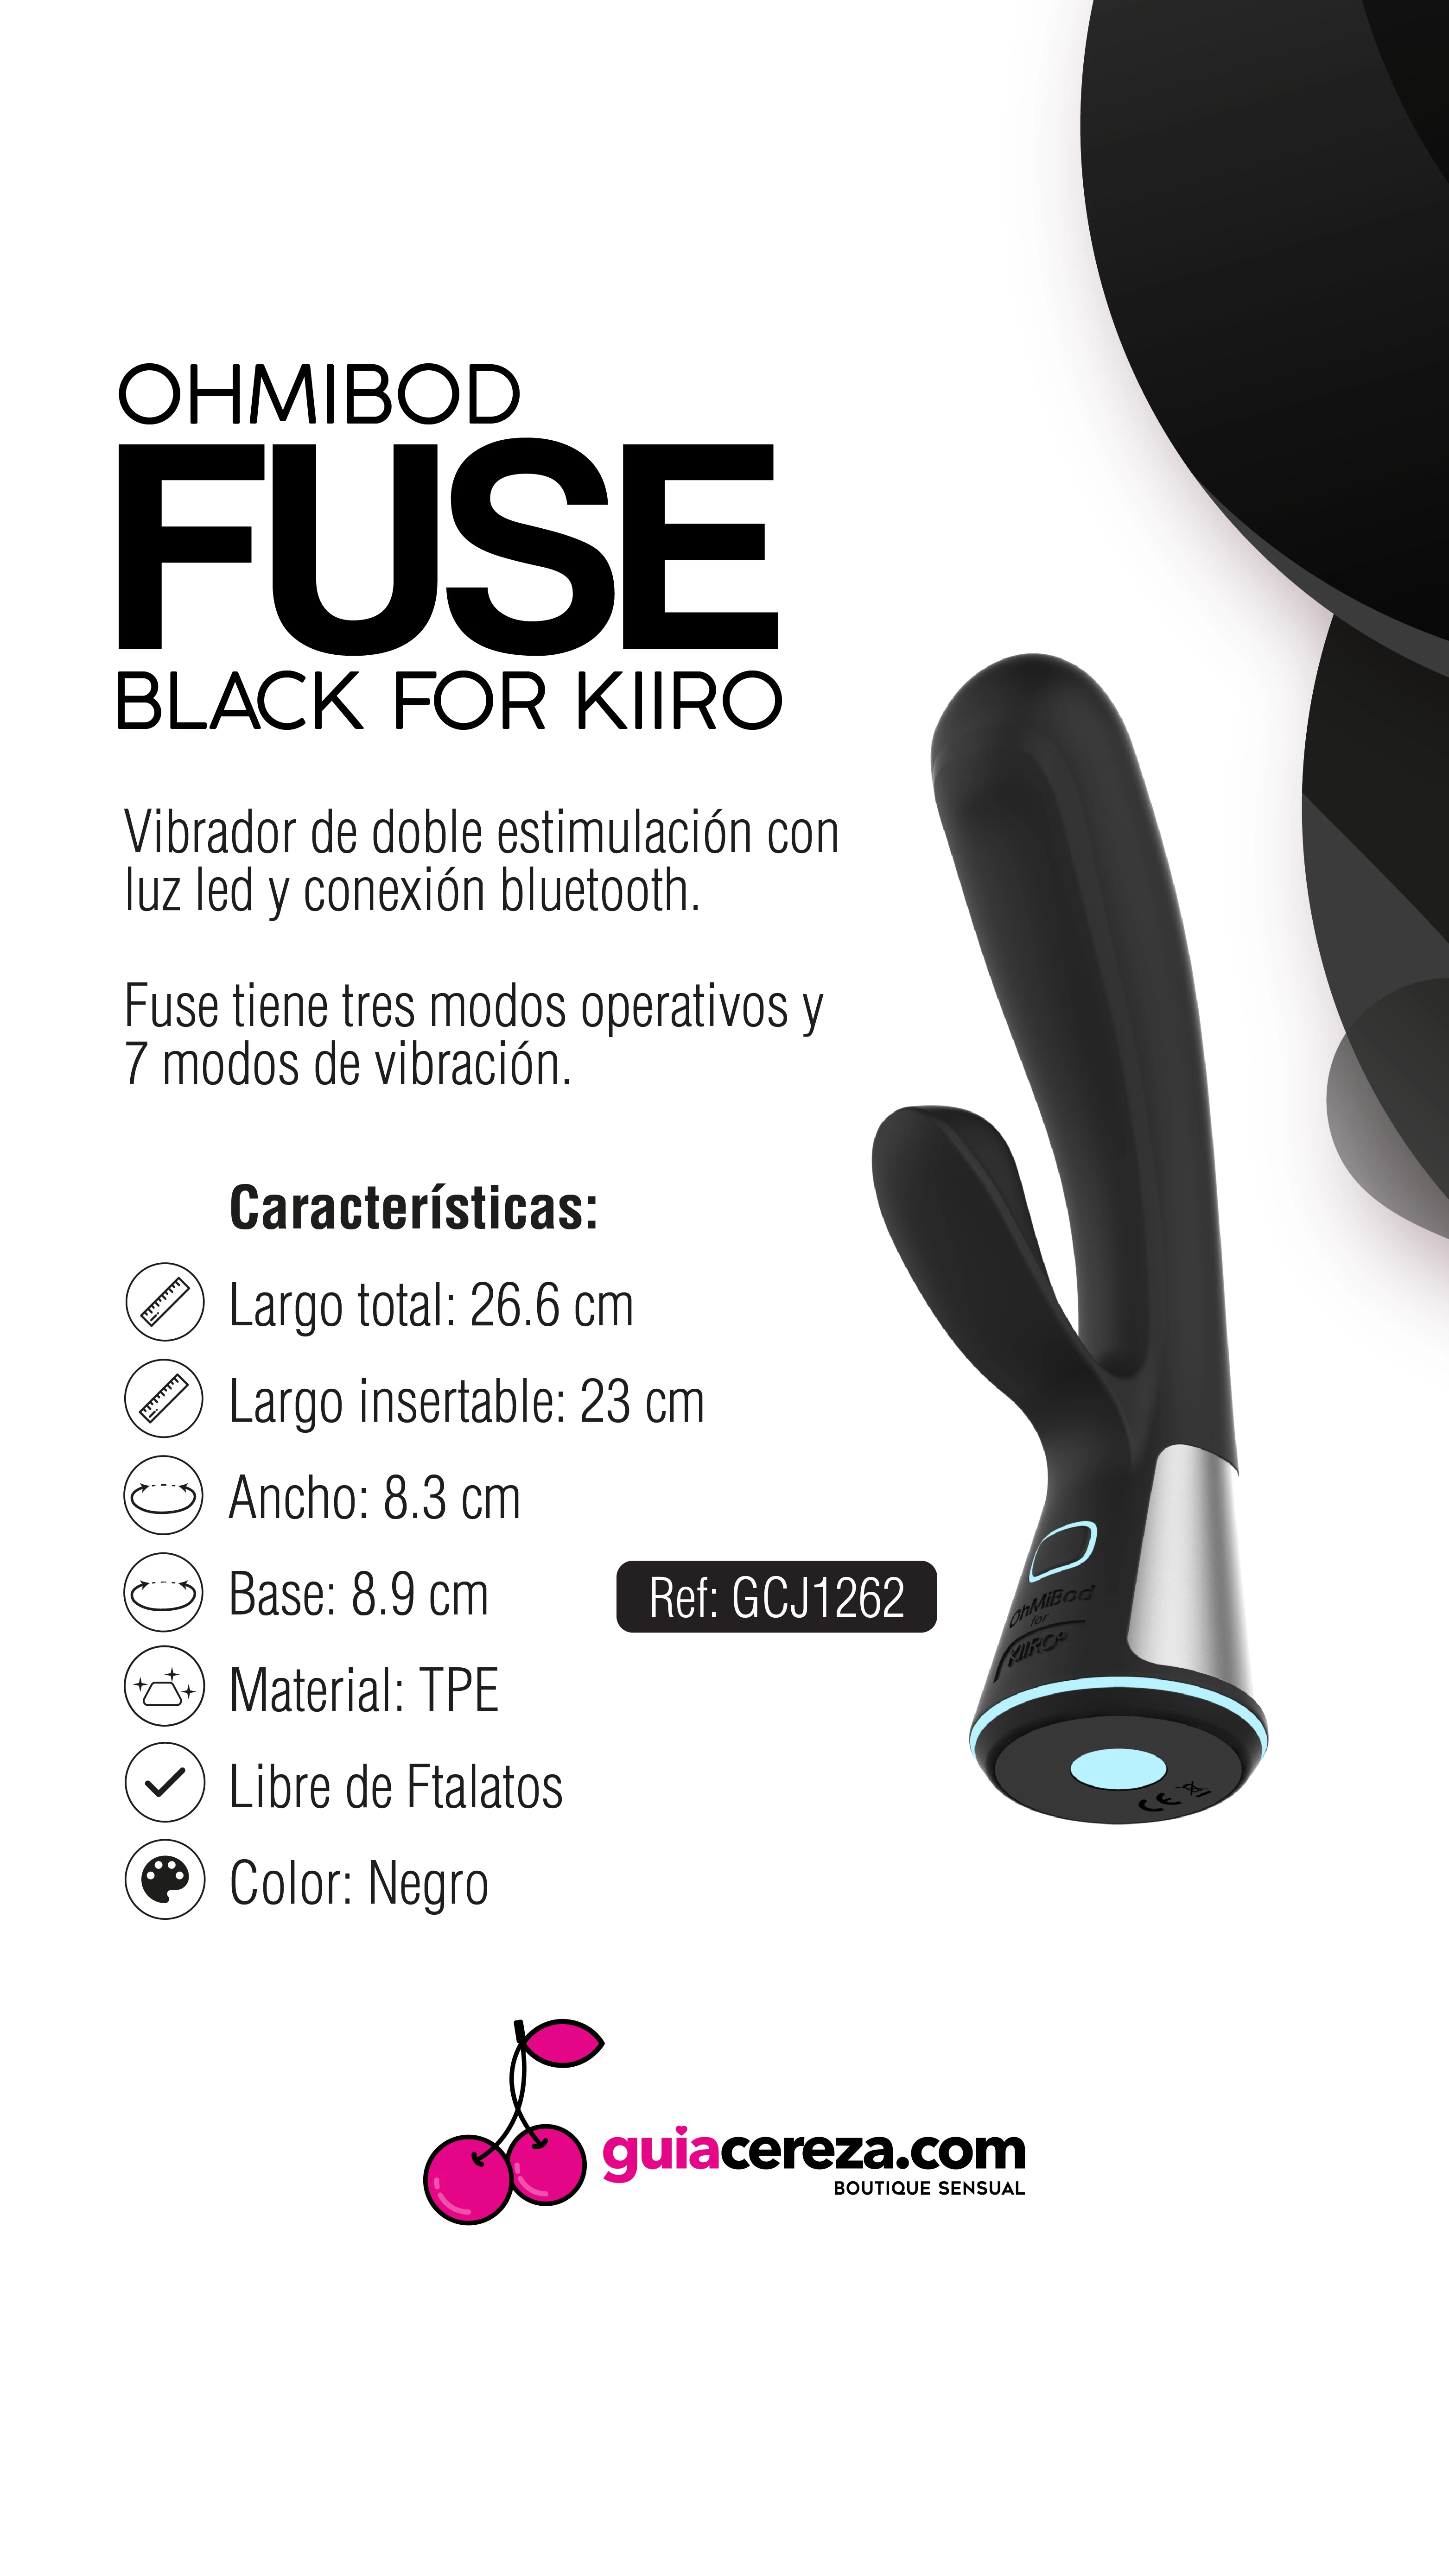 OHMIBOD
FUSE
BLACK FOR KIIRO
Vibrador de doble estimulación con
luz led y conexión bluetooth.
Fuse tiene tres modos operativos y
7 modos de vibración.
Características:
Largo total: 26.6 cm
Largo insertable: 23 cm
Ancho: 8.3 cm
Base: 8.9 cm
Ref: GCJ1262
Material: TPE
Libre de Ftalatos
Color: Negro
OhMiBod
for
KIIROO
CE
guiacereza.com
BOUTIQUE SENSUAL